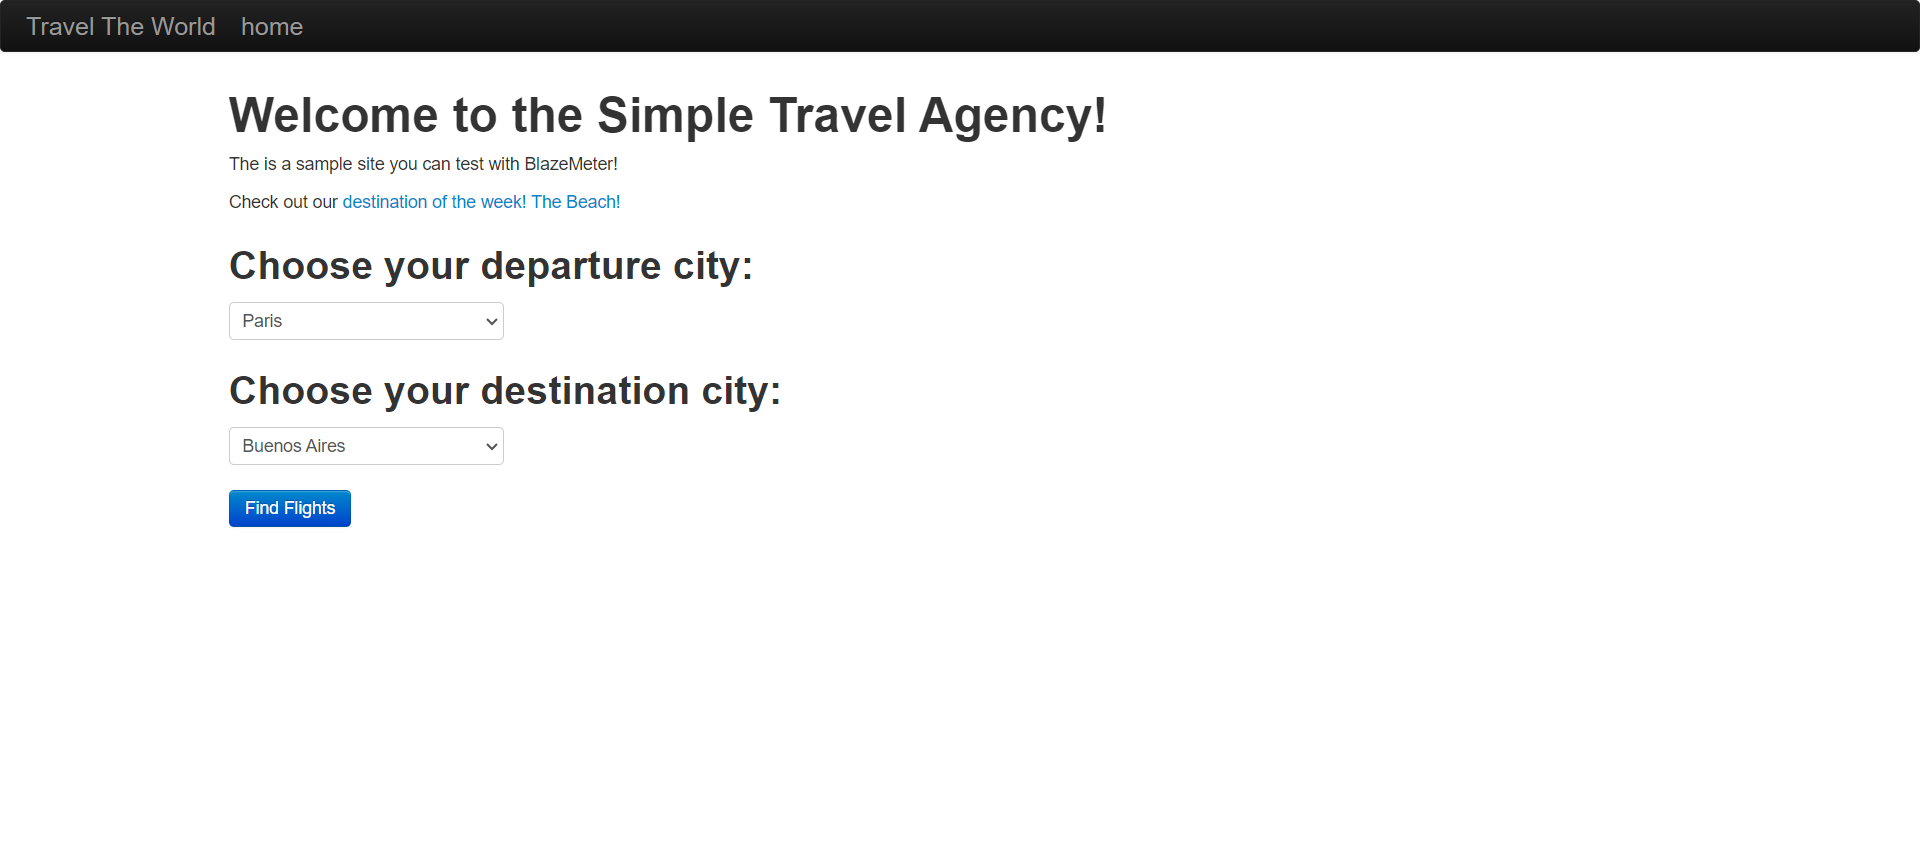 Travel The World home
Welcome to the Simple Travel Agency!
The is a sample site you can test with BlazeMeter!
Check out our destination of the week! The Beach!
Choose your departure city:
Paris
Choose your destination city:
Buenos Aires
Find Flights